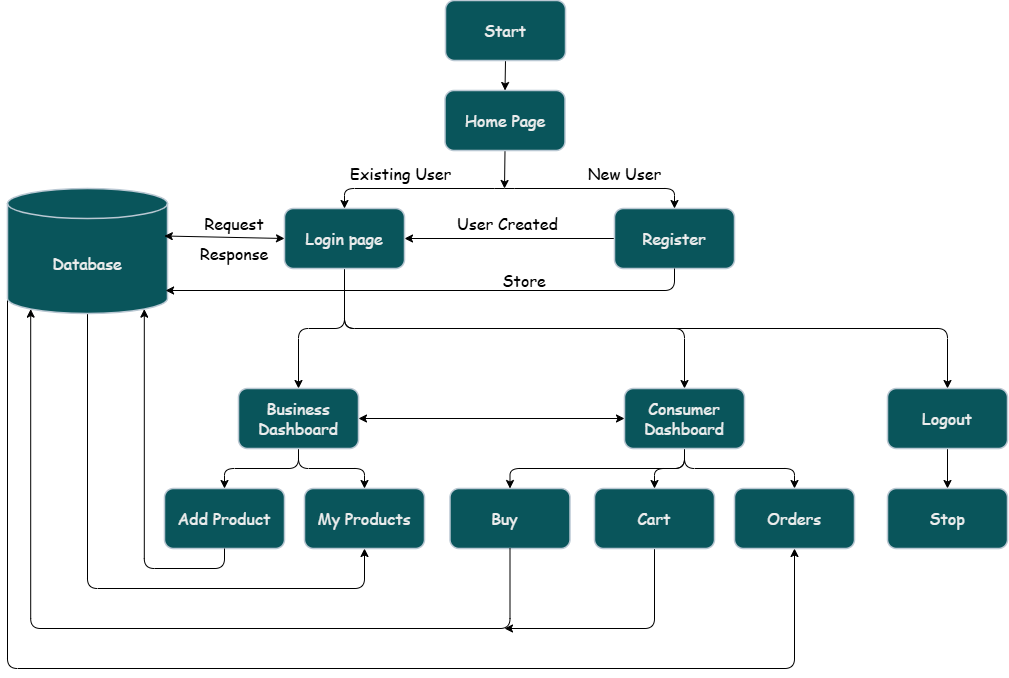 Start
Home Page
Existing User
New User
Request
Response
Login page
User Created
Register
Database
Store
Business
Dashboard
Consumer
Dashboard
Logout
Add Product
My Products
Buy
Cart
Orders
Stop